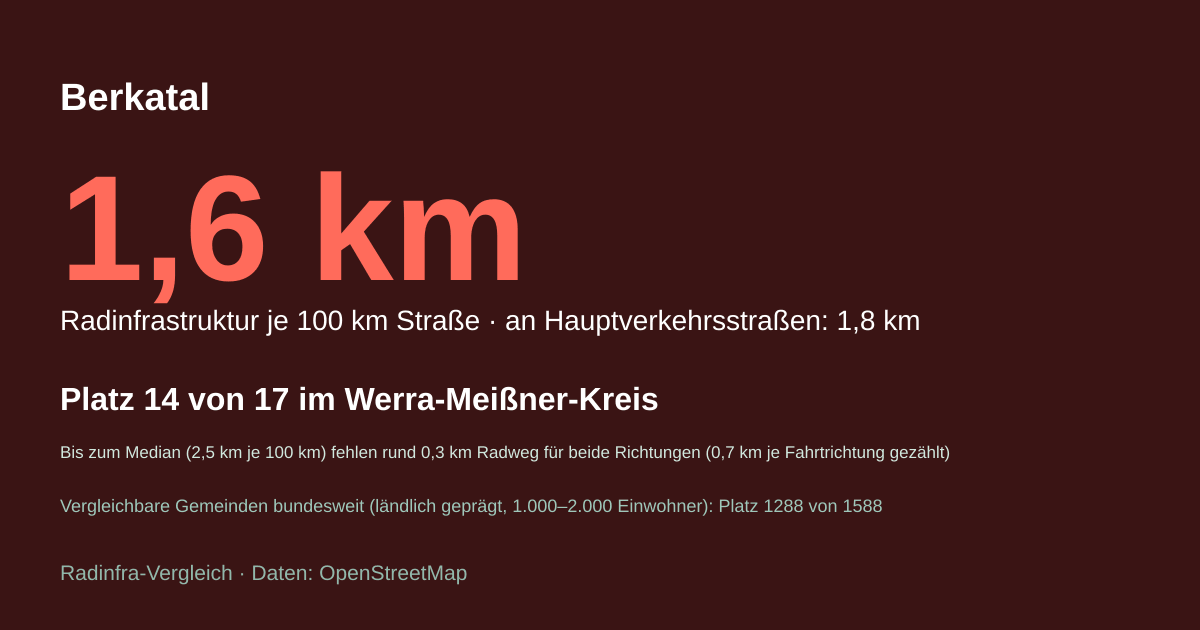 Berkatal
1,6 km
Radinfrastruktur je 100 km Straße · an Hauptverkehrsstraßen: 1,8 km
Platz 14 von 17 im Werra-Meißner-Kreis
Bis zum Median (2,5 km je 100 km) fehlen rund 0,3 km Radweg für beide Richtungen (0,7 km je Fahrtrichtung gezählt)
Vergleichbare Gemeinden bundesweit (ländlich geprägt, 1.000–2.000 Einwohner): Platz 1288 von 1588
Radinfra-Vergleich · Daten: OpenStreetMap